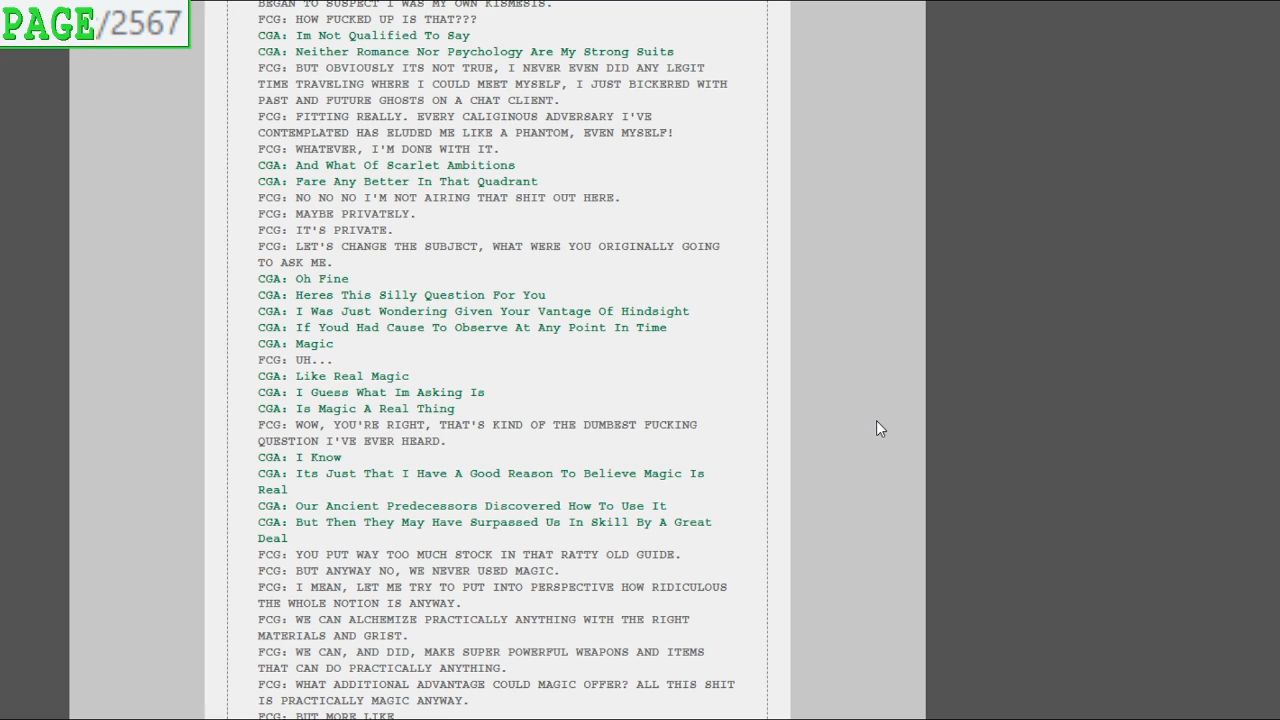 PAGE/2567
BEGAN TO SUSPECT I WAS MY OWN KISMESIS.
FCG: HOW FUCKED UP IS THAT???
CGA: Im Not Qualified To Say
CGA: Neither Romance Nor Psychology Are My Strong Suits
FCG: BUT OBVIOUSLY ITS NOT TRUE, I NEVER EVEN DID ANY LEGIT
TIME TRAVELING WHERE I COULD MEET MYSELF, I JUST BICKERED WITH
PAST AND FUTURE GHOSTS ON A CHAT CLIENT.
FCG: FITTING REALLY. EVERY CALIGINOUS ADVERSARY I'VE
CONTEMPLATED HAS ELUDED ME LIKE A PHANTOM, EVEN MYSELF!
FCG: WHATEVER, I'M DONE WITH IT.
CGA: And What Of Scarlet Ambitions
CGA: Fare Any Better In That Quadrant
FCG: NO NO NO I'M NOT AIRING THAT SHIT OUT HERE.
FCG: MAYBE PRIVATELY.
FCG: IT'S PRIVATE.
FCG: LET'S CHANGE THE SUBJECT, WHAT WERE YOU ORIGINALLY GOING
TO ASK ME.
CGA: Oh Fine
CGA: Heres This Silly Question For You
CGA: I Was Just Wondering Given Your Vantage Of Hindsight
CGA: If Youd Had Cause To Observe At Any Point In Time
CGA: Magic
FCG: UH...
CGA: Like Real Magic
CGA: I Guess What Im Asking Is
CGA: Is Magic A Real Thing
FCG: WOW, YOU'RE RIGHT, THAT'S KIND OF THE DUMBEST FUCKING
QUESTION I'VE EVER HEARD.
CGA: I Know
CGA: Its Just That I Have A Good Reason To Believe Magic Is
Real
CGA: Our Ancient Predecessors Discovered How To Use It
CGA: But Then They May Have Surpassed Us In Skill By A Great
Deal
FCG: YOU PUT WAY TOO MUCH STOCK IN THAT RATTY OLD GUIDE.
FCG: BUT ANYWAY NO, WE NEVER USED MAGIC.
FCG: I MEAN, LET ME TRY TO PUT INTO PERSPECTIVE HOW RIDICULOUS
THE WHOLE NOTION IS ANYWAY.
FCG: WE CAN ALCHEMIZE PRACTICALLY ANYTHING WITH THE RIGHT
MATERIALS AND GRIST.
FCG: WE CAN, AND DID, MAKE SUPER POWERFUL WEAPONS AND ITEMS
THAT CAN DO PRACTICALLY ANYTHING.
FCG: WHAT ADDITIONAL ADVANTAGE COULD MAGIC OFFER? ALL THIS SHIT
IS PRACTICALLY MAGIC ANYWAY.
FCG: BUT MORE LIKE